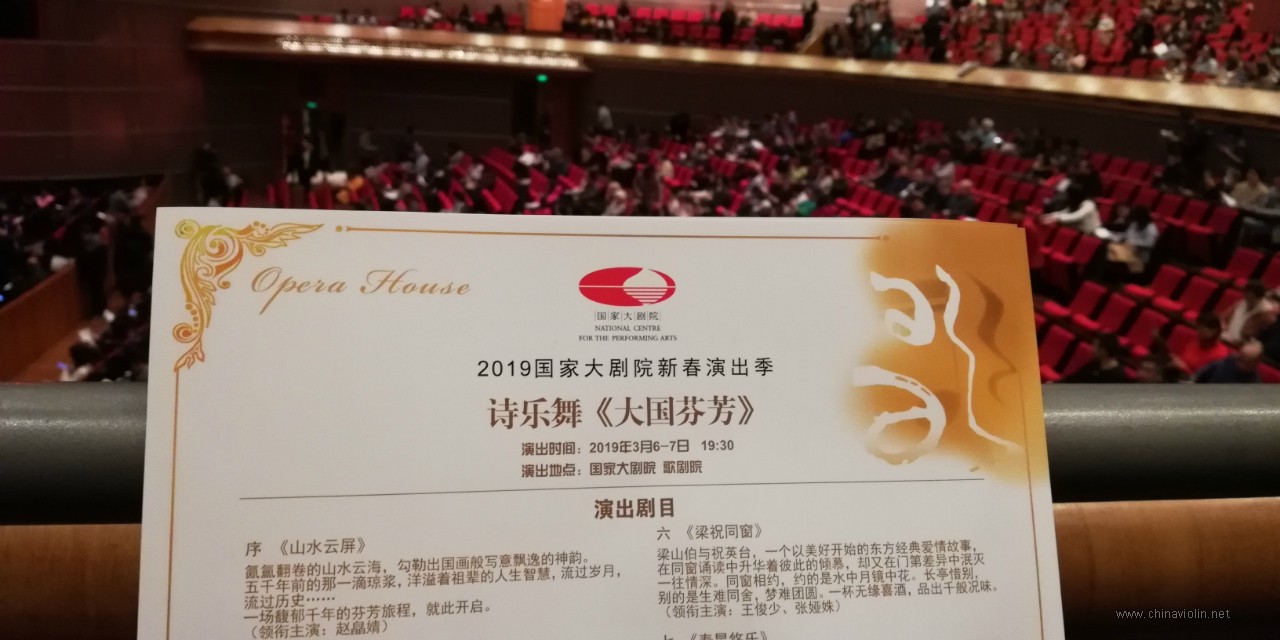 Opera House
国家大剧院
NATIONAL CENTRE
FOR THE PERFORMING ARTS
2019国家大剧院新春演出季
诗乐舞《大国芬芳》
演出时间：2019年3月6-7日 19:30
演出地点：国家大剧院 歌剧院
演出剧目
序 《山水云屏》
氤氲翻卷的山水云海，勾勒出国画般写意飘逸的神韵。
五千年前的那一滴琼浆，洋溢着祖辈的人生智慧，流过岁月，
流过历史……
一场馥郁千年的芬芳旅程，就此开启。
（领衔主演：赵皛婧）
六 《梁祝同窗》
梁山伯与祝英台，一个以美好开始的东方经典爱情故事，
在同窗诵读中升华着彼此的倾慕，却又在门第差异中泯灭
一往情深。同窗相约，约的是水中月镜中花。长亭惜别，
别的是生难同舍，梦难团圆。一杯无缘喜酒，品出千般况味。
（领衔主演：王俊少、张娅姝）
www.chinaviolin.net